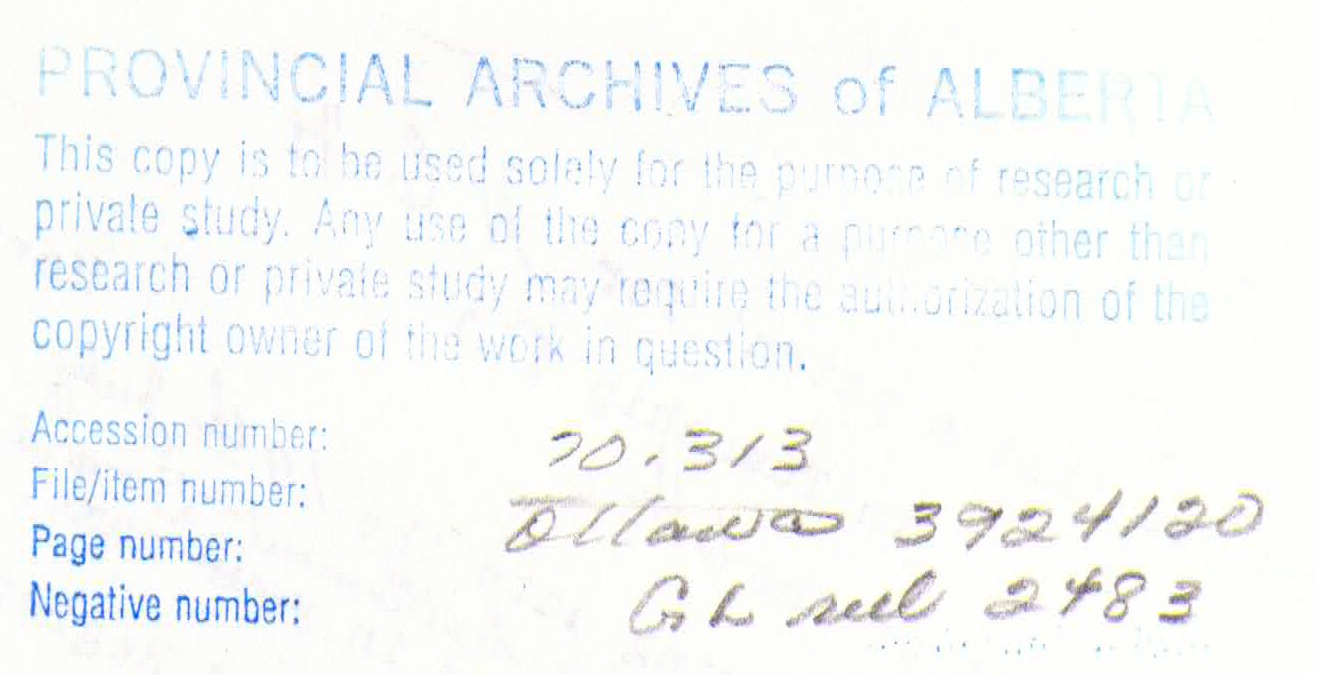 PROVINCIAL ARCHIVES of ALBERTA
This copy is to be used solely for the purpose of research or
private study. Any use of the copy for a purpose other than
research or private study may require the authorization of the
copyright owner of the work in question.
Accession number: 70.313
File/item number: Ottawa 3924120
Page number:
Negative number: GL reel 2483